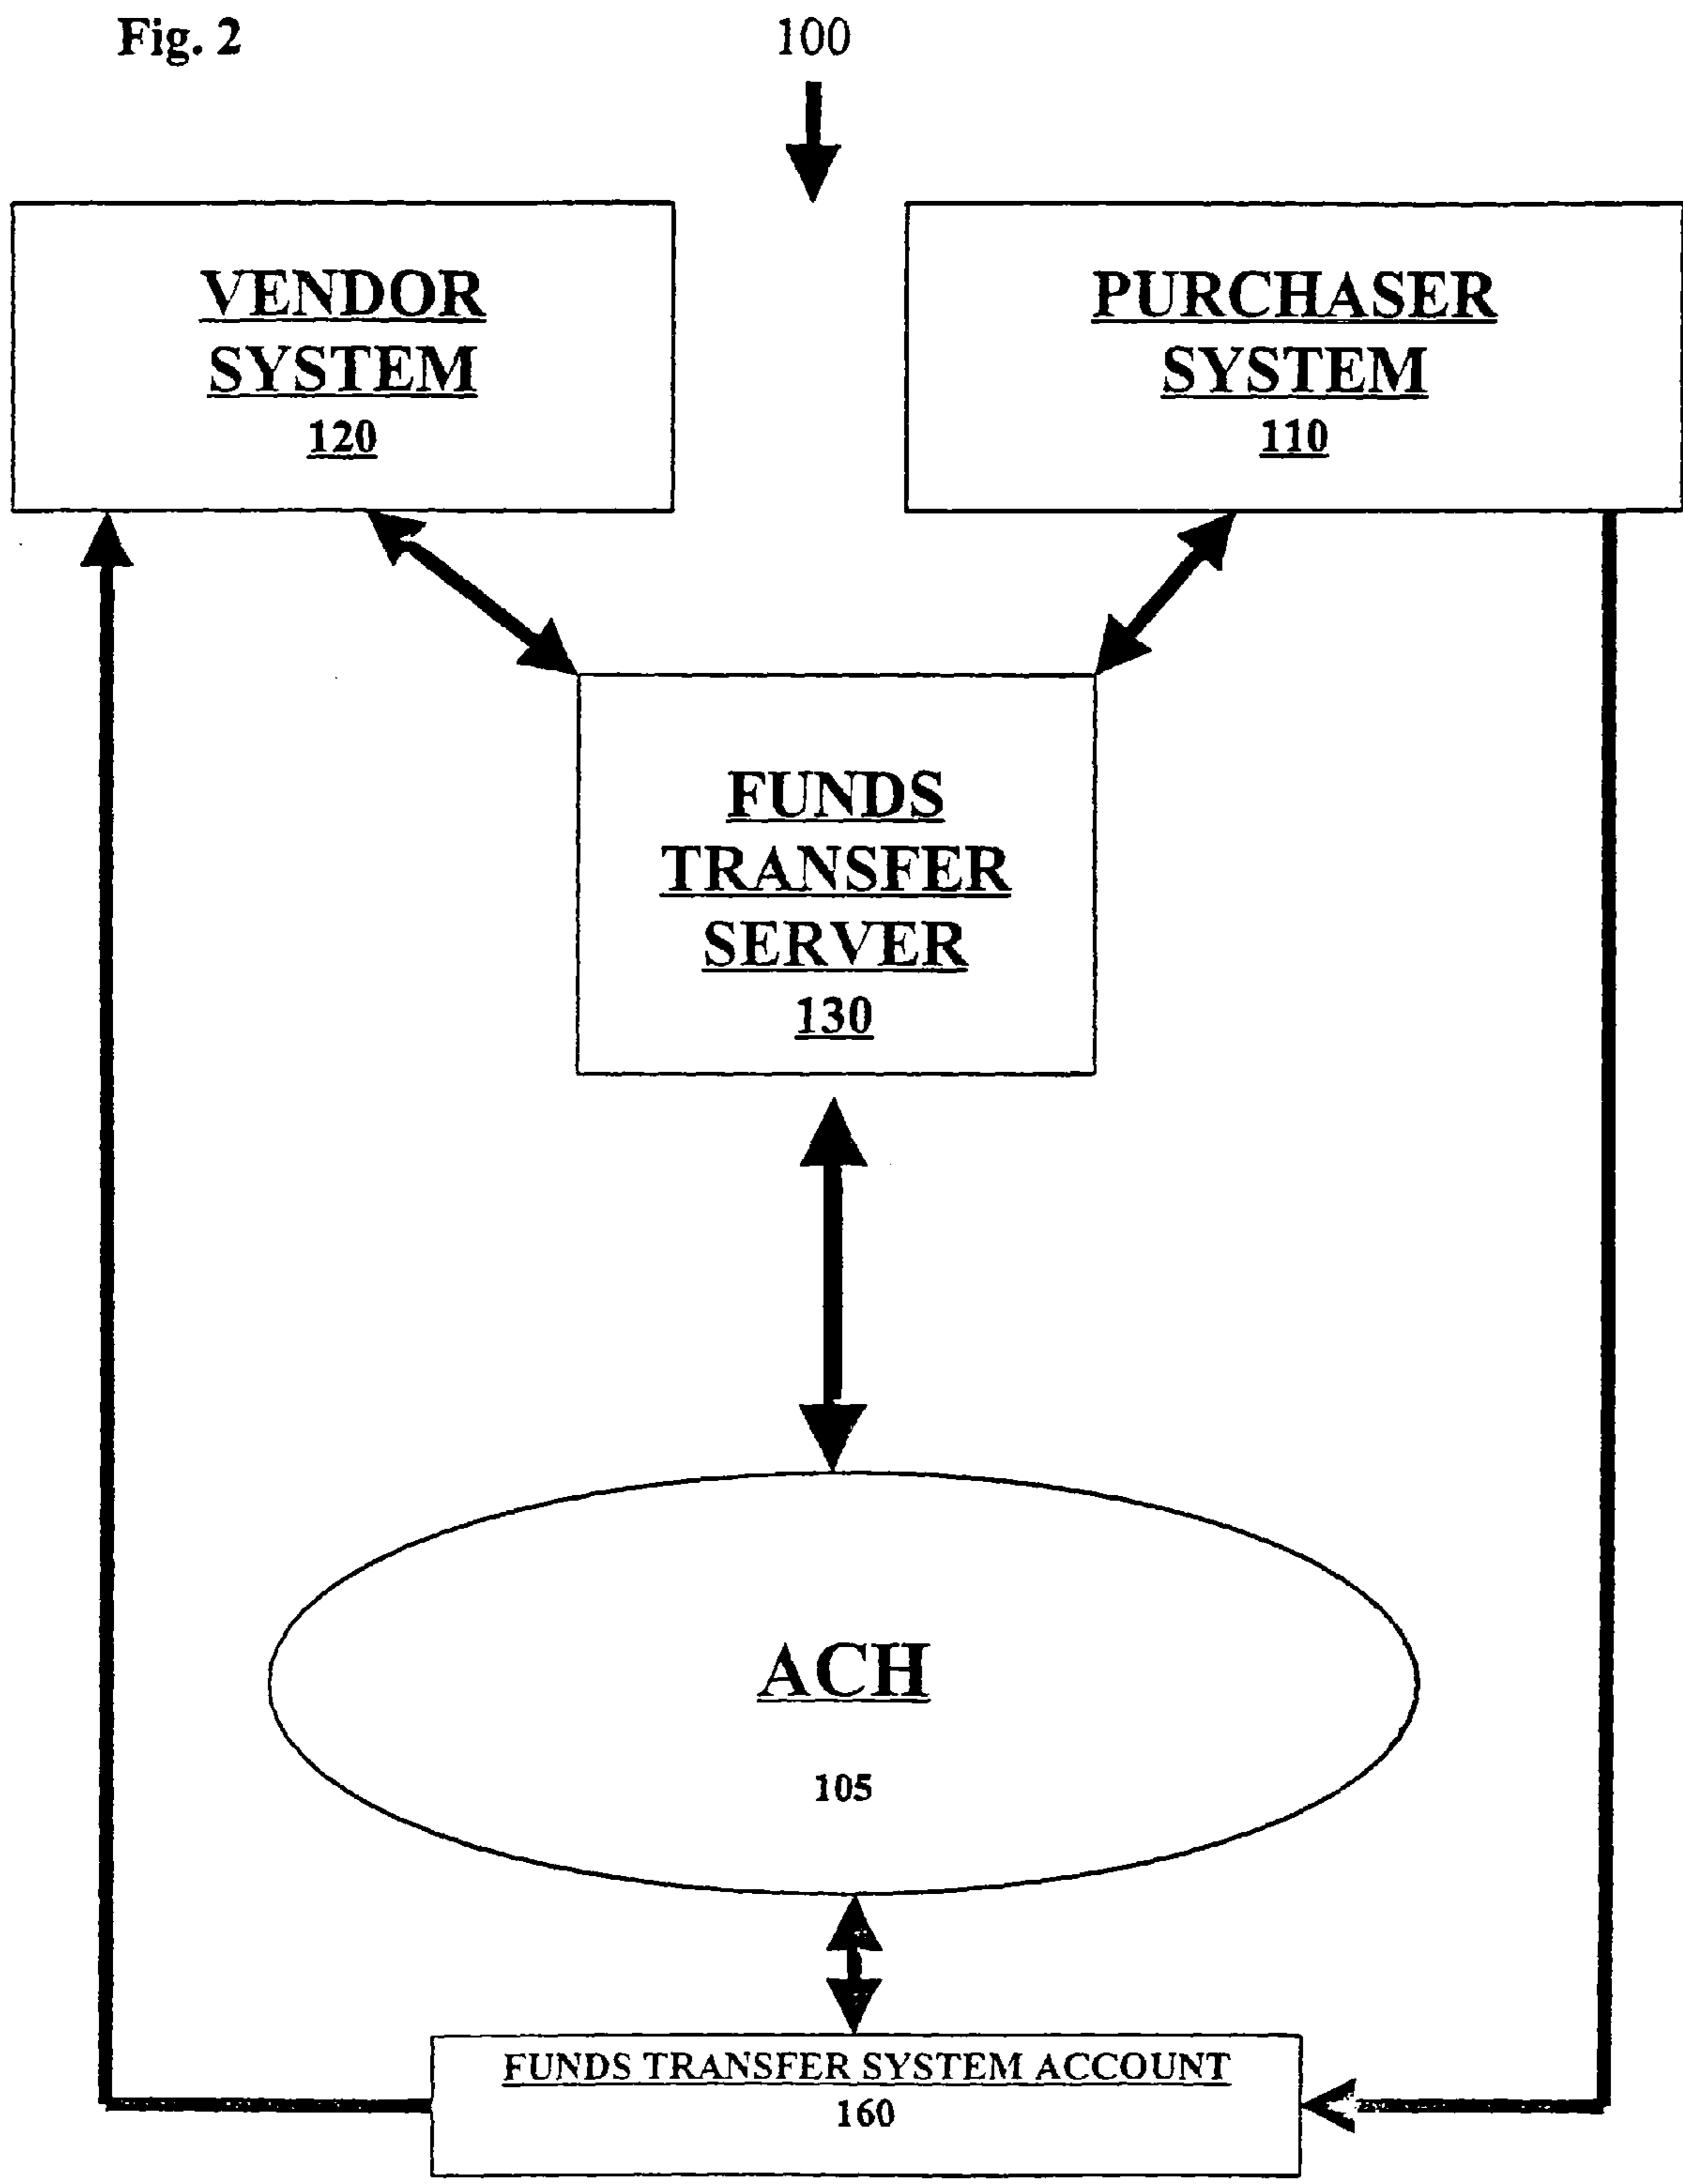 Fig. 2
100
VENDOR
SYSTEM
120
PURCHASER
SYSTEM
110
FUNDS
TRANSFER
SERVER
130
ACH
105
FUNDS TRANSFER SYSTEM ACCOUNT
160